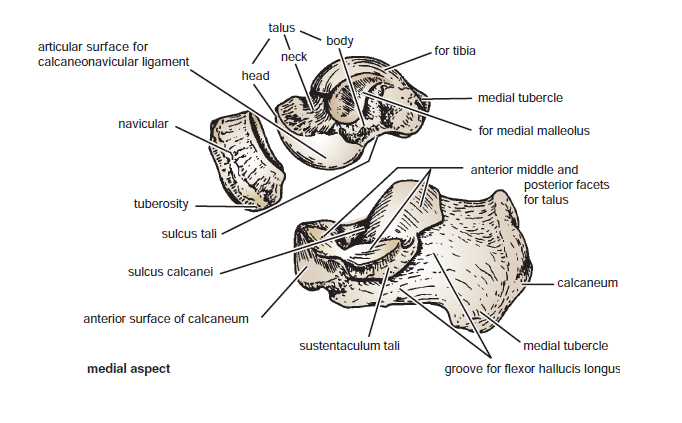 talus
body
articular surface for
calcaneonavicular ligament
neck
for tibia
head
medial tubercle
navicular
for medial malleolus
anterior middle and
posterior facets
for talus
tuberosity
sulcus tali
sulcus calcanei
calcaneum
anterior surface of calcaneum
sustentaculum tali
medial tubercle
medial aspect
groove for flexor hallucis longus